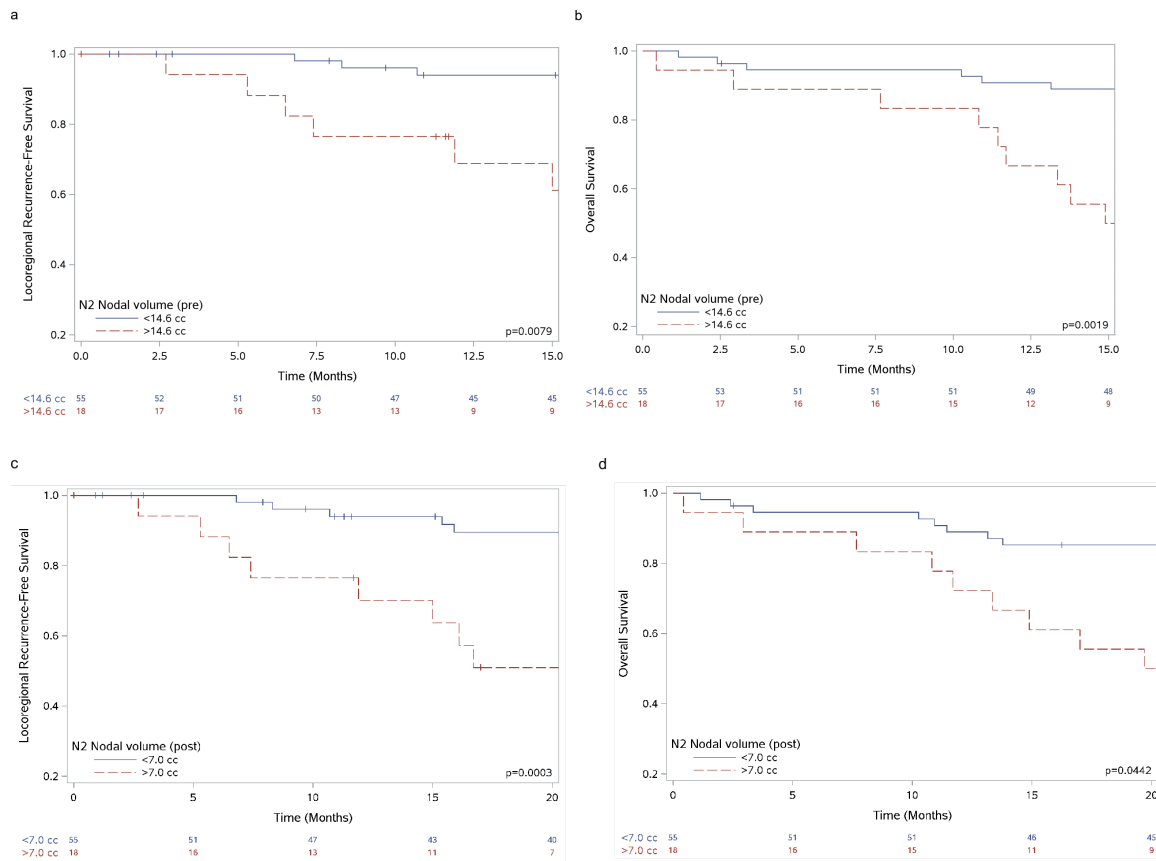 a
Locoregional Recurrence-Free Survival
1.0
0.8
0.6
0.4
0.2
N2 Nodal volume (pre)
<14.6 cc
>14.6 cc
p=0.0079
0.0 2.5 5.0 7.5 10.0 12.5 15.0
Time (Months)
<14.6 cc 55 52 51 50 47 45 45
>14.6 cc 18 17 16 13 13 9 9
b
Overall Survival
1.0
0.8
0.6
0.4
0.2
N2 Nodal volume (pre)
<14.6 cc
>14.6 cc
p=0.0019
0.0 2.5 5.0 7.5 10.0 12.5 15.0
Time (Months)
<14.6 cc 55 53 51 51 51 49 48
>14.6 cc 18 17 16 16 15 12 9
c
Locoregional Recurrence-Free Survival
1.0
0.8
0.6
0.4
0.2
N2 Nodal volume (post)
<7.0 cc
>7.0 cc
p=0.0003
0 5 10 15 20
Time (Months)
<7.0 cc 55 51 47 43 40
>7.0 cc 18 16 13 11 7
d
Overall Survival
1.0
0.8
0.6
0.4
0.2
N2 Nodal volume (post)
<7.0 cc
>7.0 cc
p=0.0442
0 5 10 15 20
Time (Months)
<7.0 cc 55 51 51 46 45
>7.0 cc 18 16 15 11 9